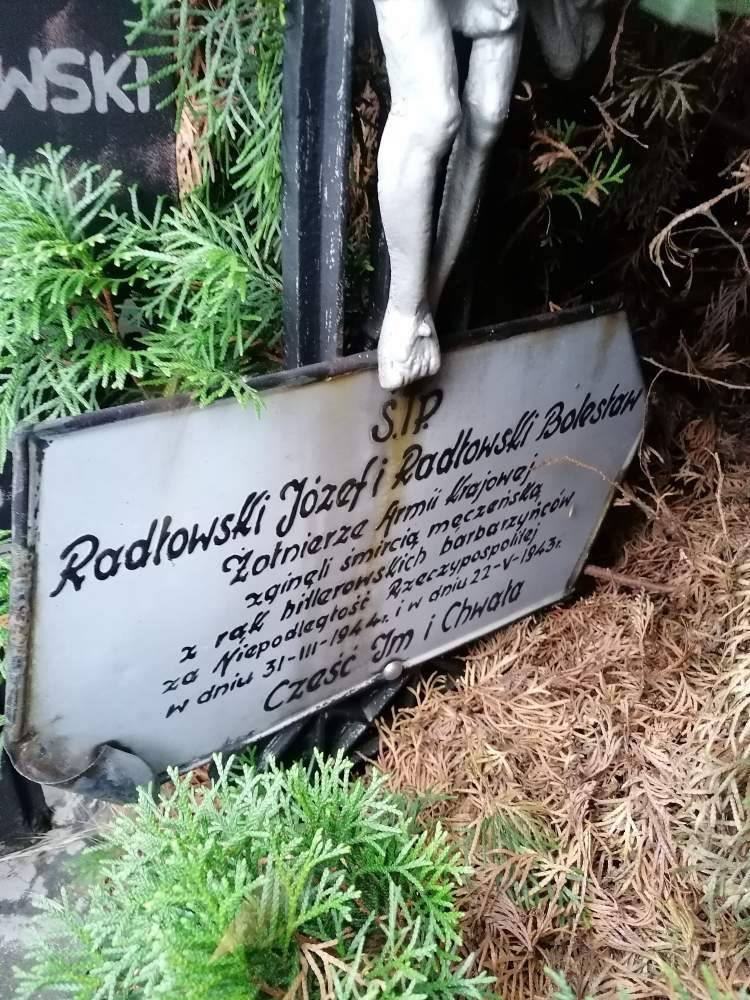 WSKI
Ś.†P.
Radłowski Józef i Radłowski Bolesław
Żołnierze Armii Krajowej
zginęli śmircią męczeńską
z rąk hitlerowskich barbarzyńców
za Niepodległość Rzeczypospolitej
w dniu 31-III-1944r. i w dniu 22-V-1943r.
Cześć Im i Chwała